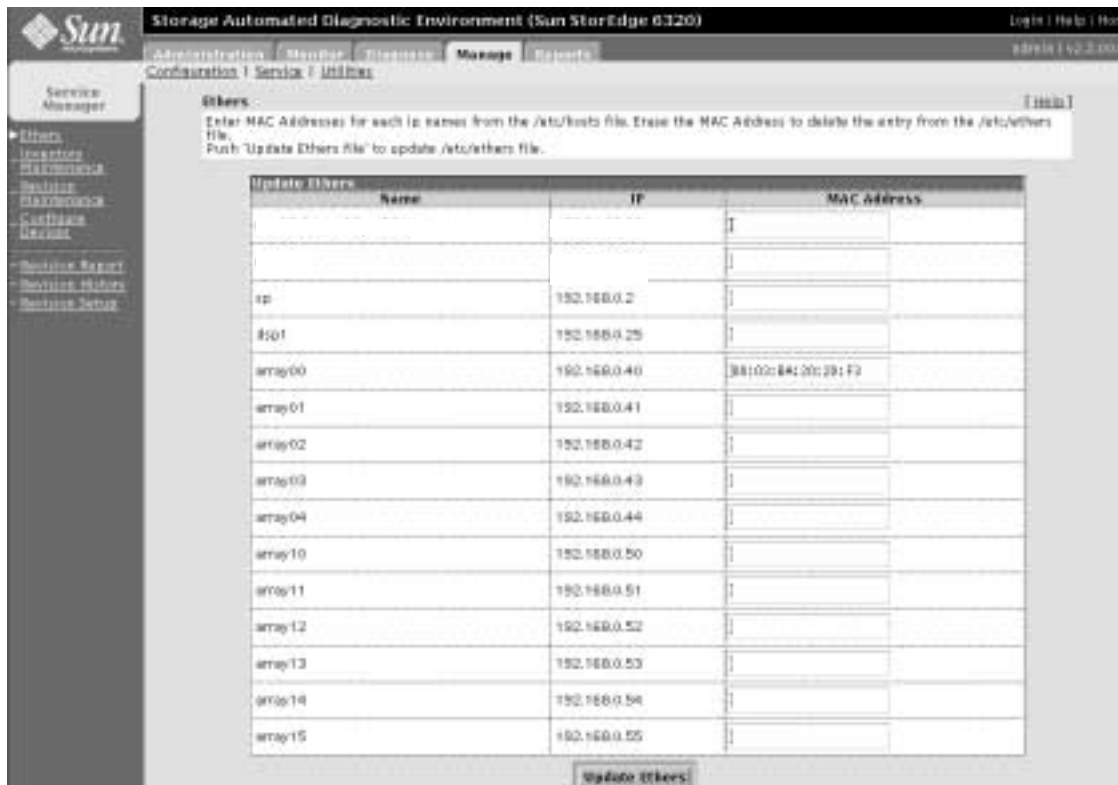 Sun
microsystems
Storage Automated Diagnostic Environment (Sun StorEdge 6320)
Login | Help |
Administration Monitor Diagnose Manage Reports
admin | v2.2.
Configuration | Service | Utilities
Service
Manager
Ethers
Inventory
Maintenance
Revision
Maintenance
Configure
Devices
Revision Report
Revision History
Revision Setup
Ethers
[ Help ]
Enter MAC Addresses for each ip names from the /etc/hosts file. Erase the MAC Address to delete the entry from the /etc/ethers
file.
Push 'Update Ethers file' to update /etc/ethers file.
Update Ethers
Name IP MAC Address
sp 192.168.0.2
dsp1 192.168.0.25
array00 192.168.0.40
array01 192.168.0.41
array02 192.168.0.42
array03 192.168.0.43
array04 192.168.0.44
array10 192.168.0.50
array11 192.168.0.51
array12 192.168.0.52
array13 192.168.0.53
array14 192.168.0.54
array15 192.168.0.55
Update Ethers